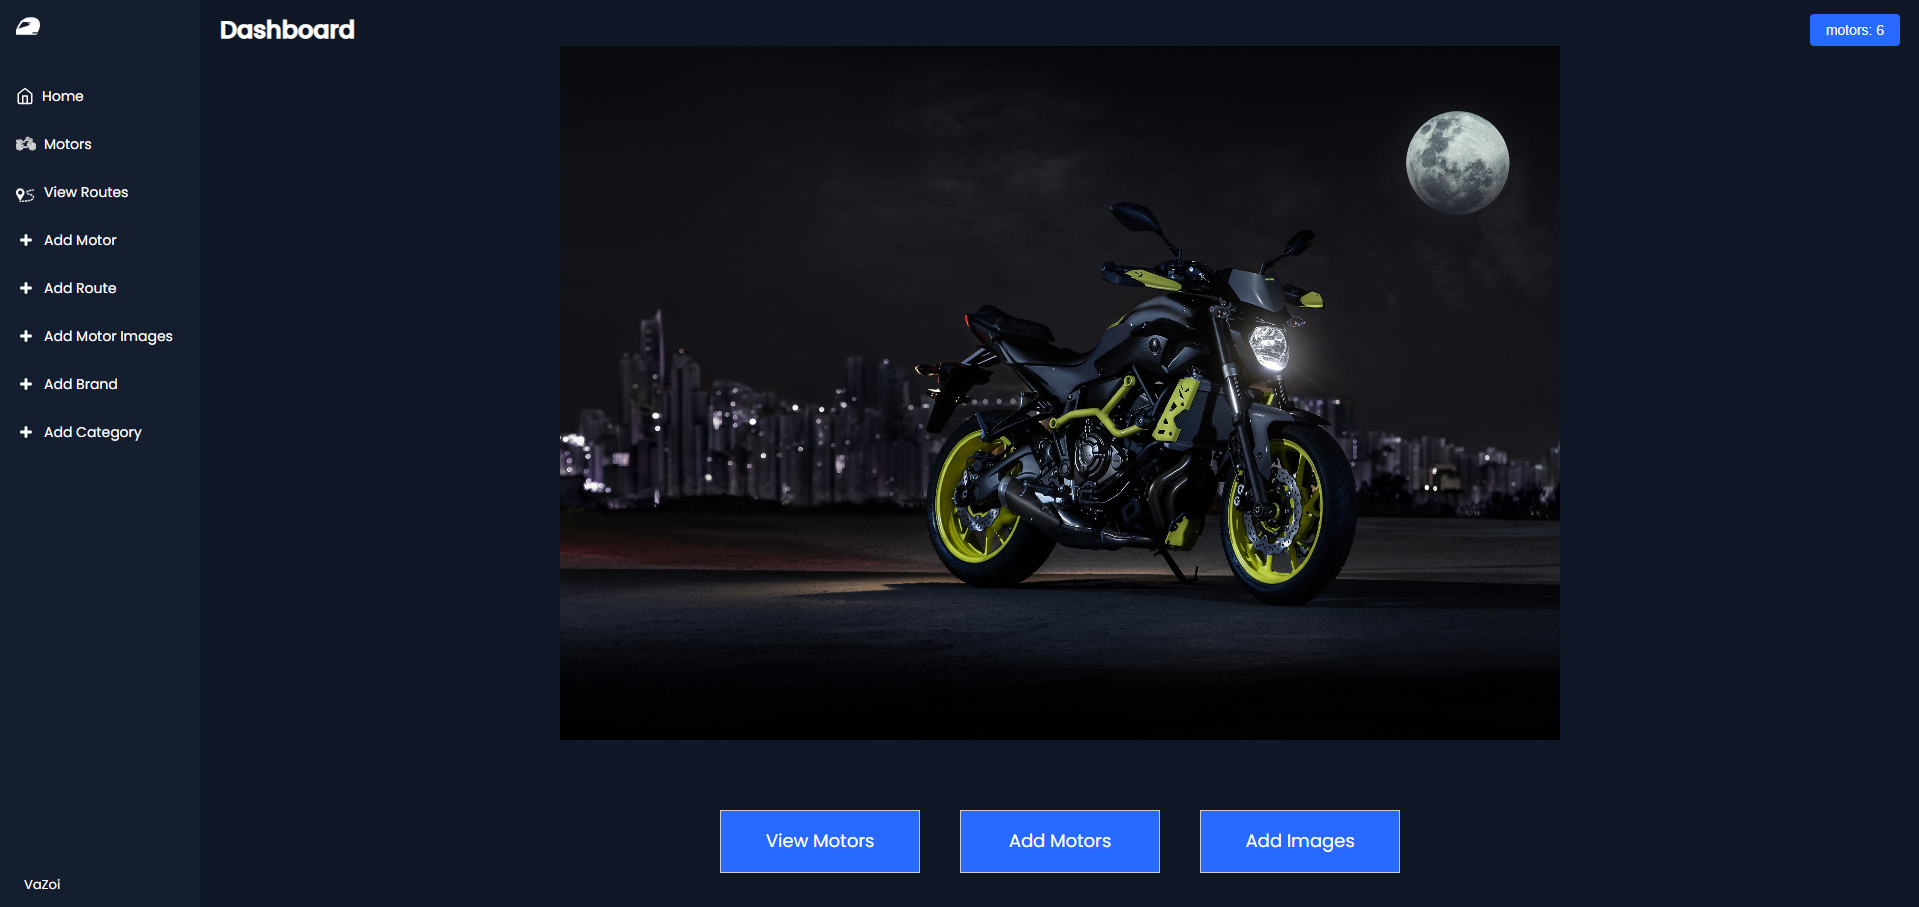 Dashboard
motors: 6
Home
Motors
View Routes
Add Motor
Add Route
Add Motor Images
Add Brand
Add Category
View Motors
Add Motors
Add Images
VaZoi